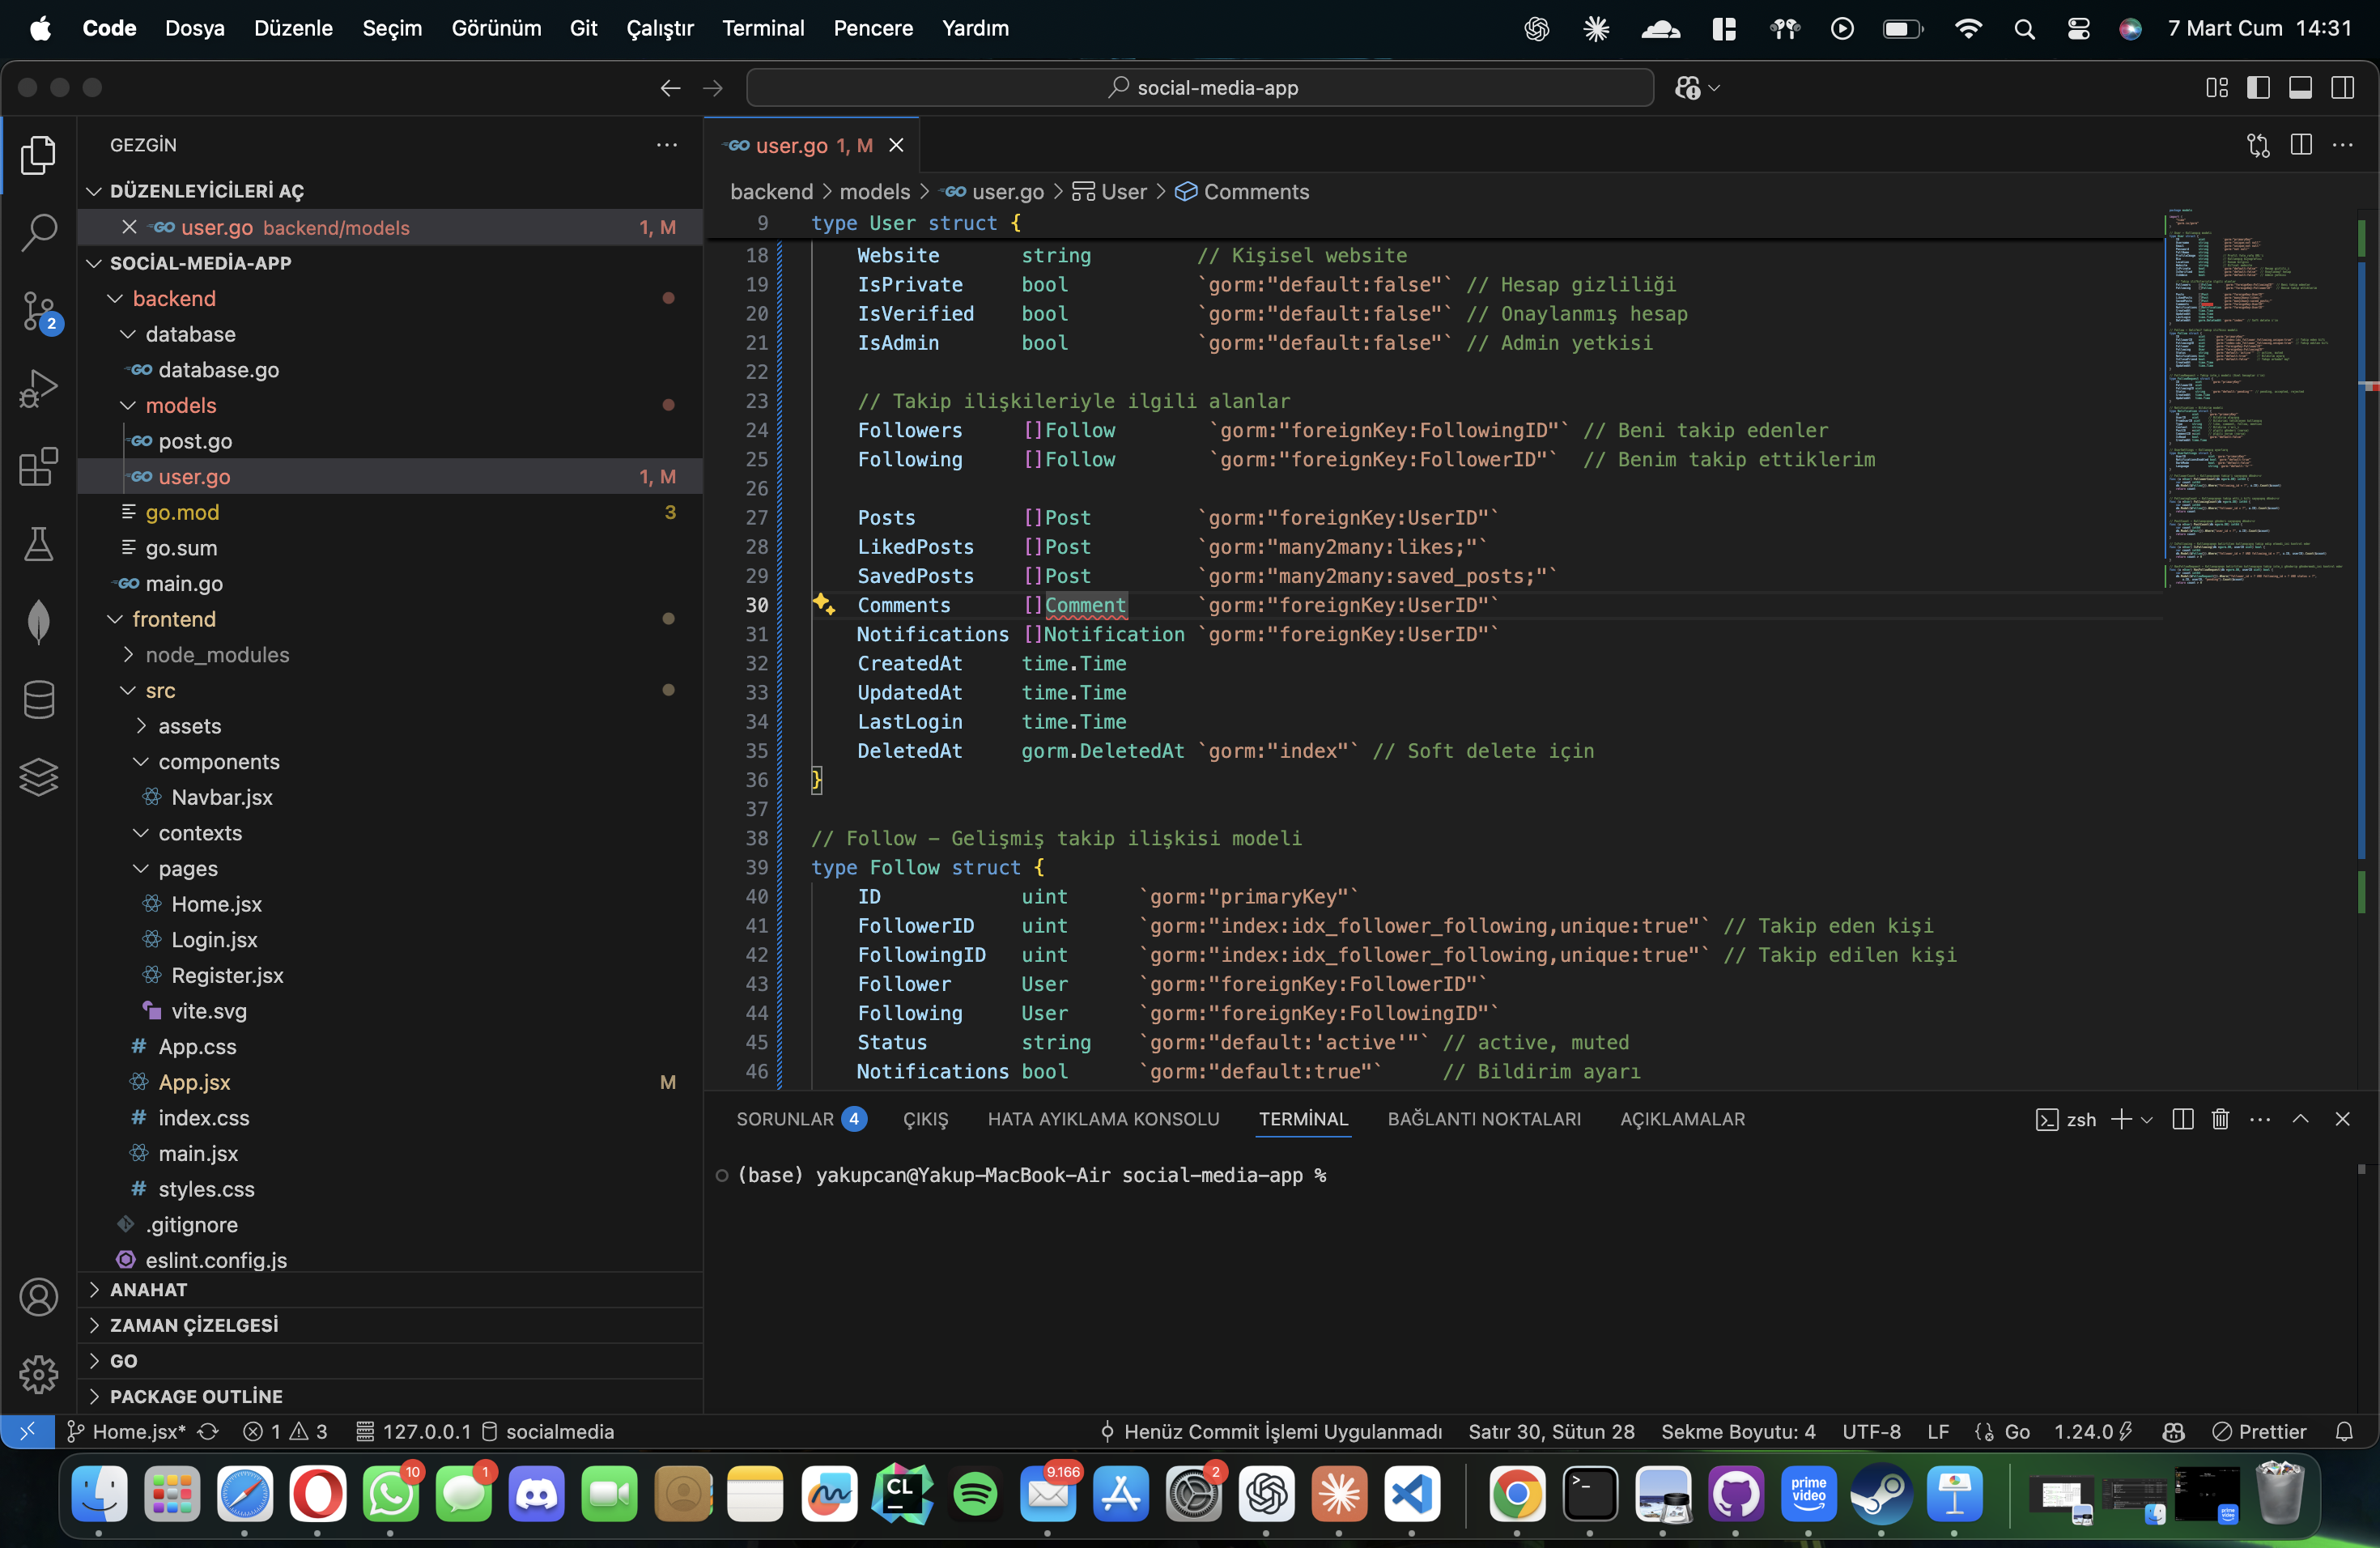 Code Dosya Düzenle Seçim Görünüm Git Çalıştır Terminal Pencere Yardım 7 Mart Cum 14:31
social-media-app
GEZGİN
DÜZENLEYİCİLERİ AÇ
user.go backend/models 1, M
SOCİAL-MEDİA-APP
backend
database
database.go
models
post.go
user.go 1, M
go.mod 3
go.sum
main.go
frontend
node_modules
src
assets
components
Navbar.jsx
contexts
pages
Home.jsx
Login.jsx
Register.jsx
vite.svg
App.css
App.jsx M
index.css
main.jsx
styles.css
.gitignore
eslint.config.js
ANAHAT
ZAMAN ÇİZELGESİ
GO
PACKAGE OUTLİNE
2
user.go 1, M
backend > models > user.go > User > Comments
9 type User struct {
18 Website string // Kişisel website
19 IsPrivate bool `gorm:"default:false"` // Hesap gizliliği
20 IsVerified bool `gorm:"default:false"` // Onaylanmış hesap
21 IsAdmin bool `gorm:"default:false"` // Admin yetkisi
22
23 // Takip ilişkileriyle ilgili alanlar
24 Followers []Follow `gorm:"foreignKey:FollowingID"` // Beni takip edenler
25 Following []Follow `gorm:"foreignKey:FollowerID"` // Benim takip ettiklerim
26
27 Posts []Post `gorm:"foreignKey:UserID"`
28 LikedPosts []Post `gorm:"many2many:likes;"`
29 SavedPosts []Post `gorm:"many2many:saved_posts;"`
30 Comments []Comment `gorm:"foreignKey:UserID"`
31 Notifications []Notification `gorm:"foreignKey:UserID"`
32 CreatedAt time.Time
33 UpdatedAt time.Time
34 LastLogin time.Time
35 DeletedAt gorm.DeletedAt `gorm:"index"` // Soft delete için
36 }
37
38 // Follow – Gelişmiş takip ilişkisi modeli
39 type Follow struct {
40 ID uint `gorm:"primaryKey"`
41 FollowerID uint `gorm:"index:idx_follower_following,unique:true"` // Takip eden kişi
42 FollowingID uint `gorm:"index:idx_follower_following,unique:true"` // Takip edilen kişi
43 Follower User `gorm:"foreignKey:FollowerID"`
44 Following User `gorm:"foreignKey:FollowingID"`
45 Status string `gorm:"default:'active'"` // active, muted
46 Notifications bool `gorm:"default:true"` // Bildirim ayarı
SORUNLAR 4 ÇIKIŞ HATA AYIKLAMA KONSOLU TERMİNAL BAĞLANTI NOKTALARI AÇIKLAMALAR zsh
(base) yakupcan@Yakup-MacBook-Air social-media-app %
Home.jsx* 1 3 127.0.0.1 socialmedia Henüz Commit İşlemi Uygulanmadı Satır 30, Sütun 28 Sekme Boyutu: 4 UTF-8 LF Go 1.24.0 Prettier
10 1 CL 9.166 2 prime video